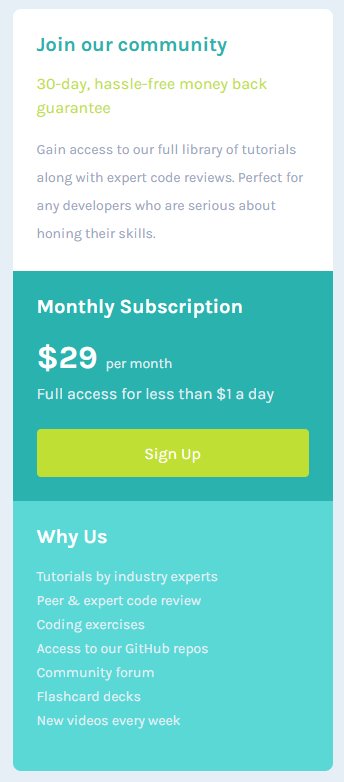 Join our community
30-day, hassle-free money back
guarantee
Gain access to our full library of tutorials
along with expert code reviews. Perfect for
any developers who are serious about
honing their skills.
Monthly Subscription
$29 per month
Full access for less than $1 a day
Sign Up
Why Us
Tutorials by industry experts
Peer & expert code review
Coding exercises
Access to our GitHub repos
Community forum
Flashcard decks
New videos every week